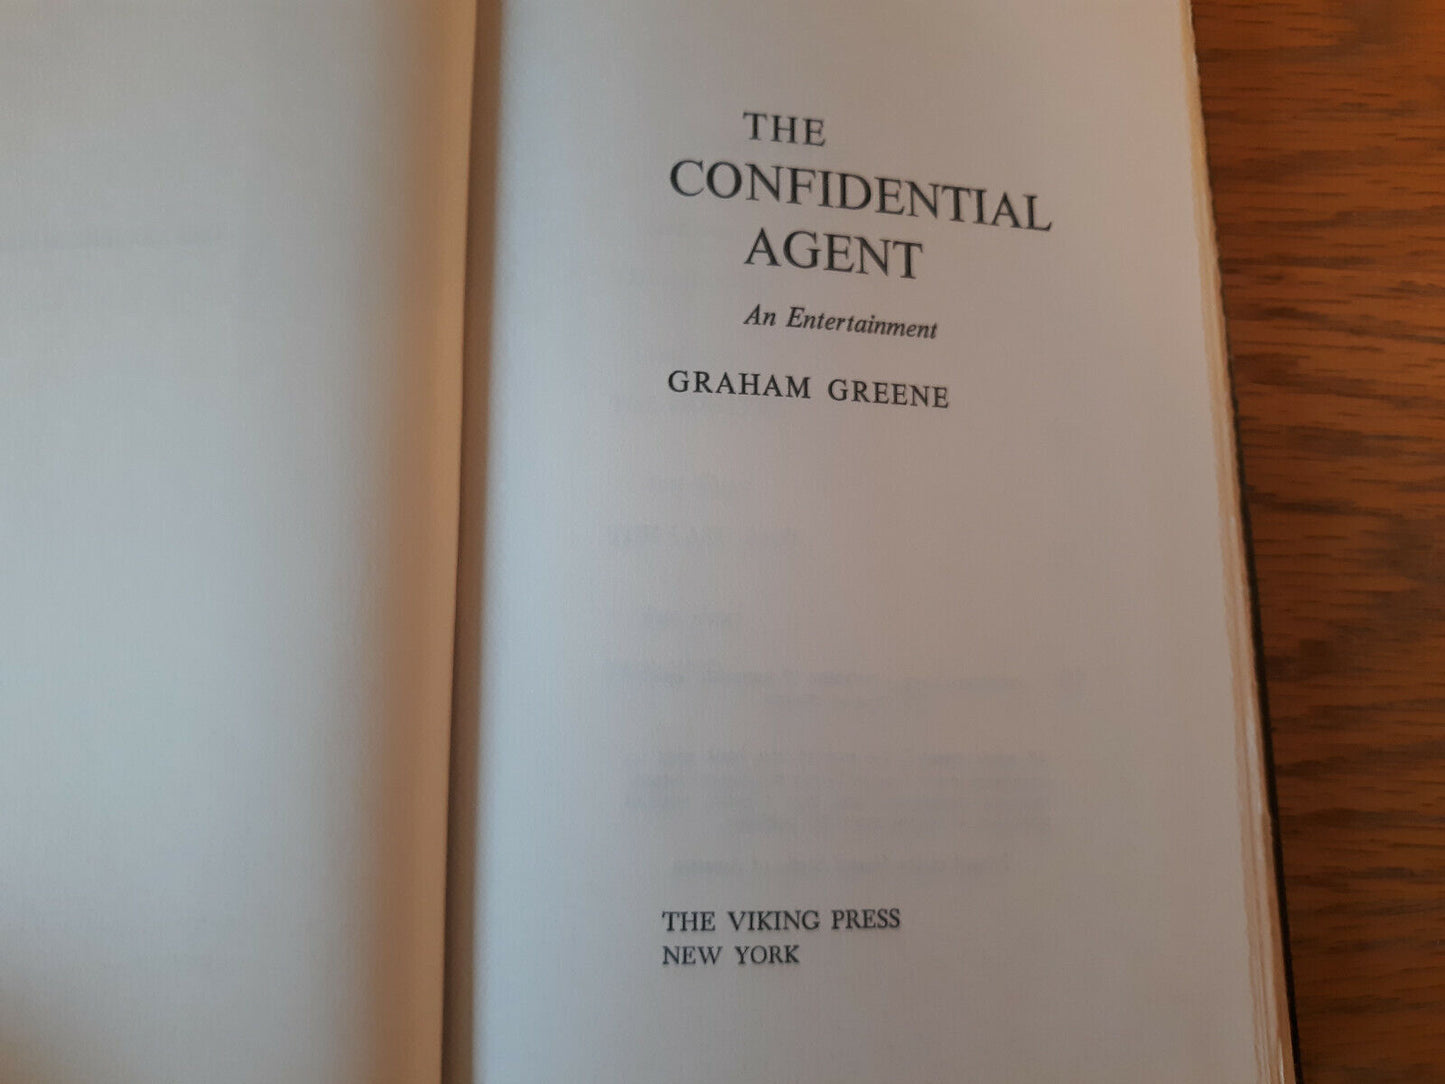 THE
CONFIDENTIAL
AGENT
An Entertainment
GRAHAM GREENE
THE VIKING PRESS
NEW YORK